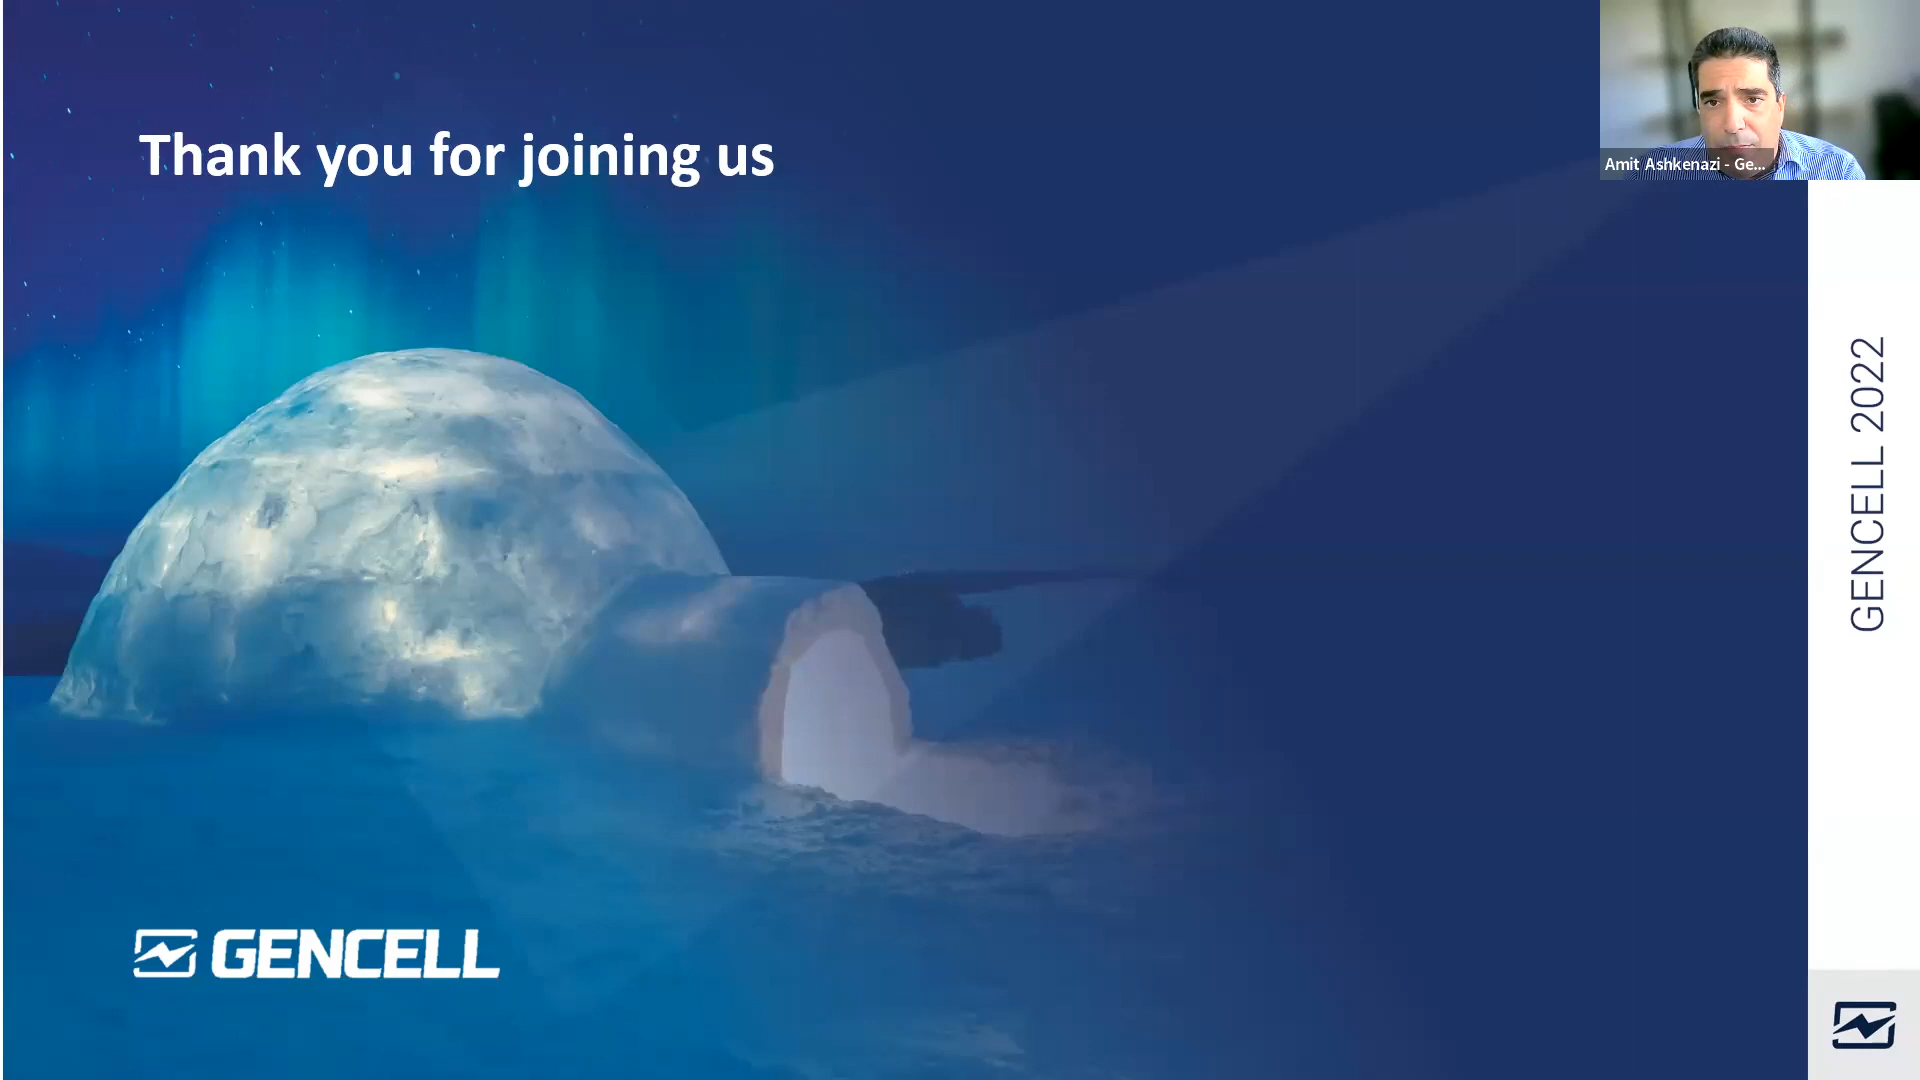 Thank you for joining us
Amit Ashkenazi - Ge...
GENCELL 2022
GENCELL